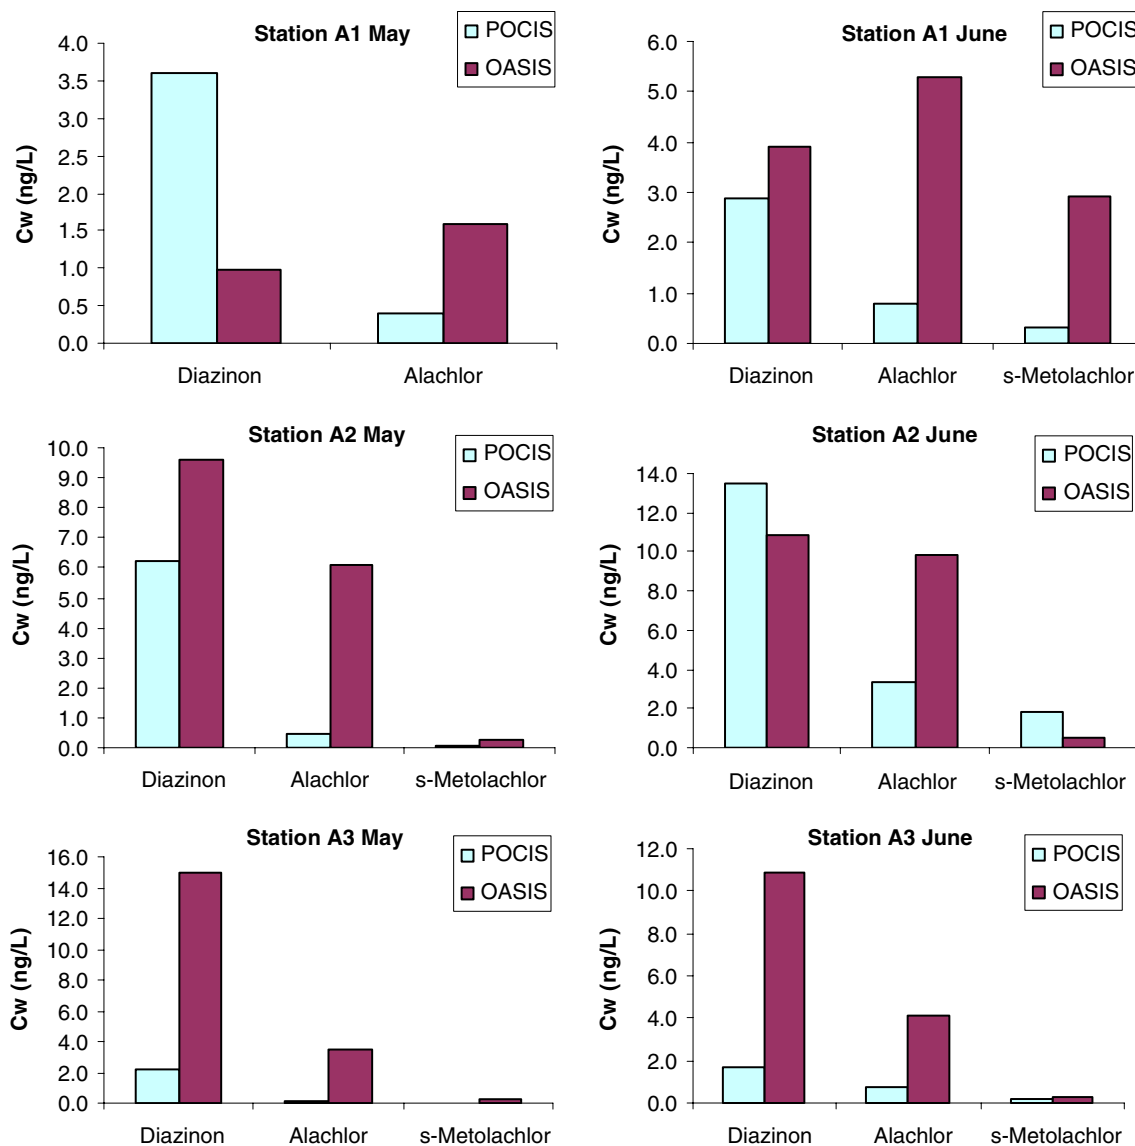 Station A1 May
POCIS
OASIS
Cw (ng/L)
4.0
3.5
3.0
2.5
2.0
1.5
1.0
0.5
0.0
Diazinon Alachlor
Station A1 June
POCIS
OASIS
Cw (ng/L)
6.0
5.0
4.0
3.0
2.0
1.0
0.0
Diazinon Alachlor s-Metolachlor
Station A2 May
POCIS
OASIS
Cw (ng/L)
10.0
9.0
8.0
7.0
6.0
5.0
4.0
3.0
2.0
1.0
0.0
Diazinon Alachlor s-Metolachlor
Station A2 June
POCIS
OASIS
Cw (ng/L)
14.0
12.0
10.0
8.0
6.0
4.0
2.0
0.0
Diazinon Alachlor s-Metolachlor
Station A3 May
POCIS
OASIS
Cw (ng/L)
16.0
14.0
12.0
10.0
8.0
6.0
4.0
2.0
0.0
Diazinon Alachlor s-Metolachlor
Station A3 June
POCIS
OASIS
Cw (ng/L)
12.0
10.0
8.0
6.0
4.0
2.0
0.0
Diazinon Alachlor s-Metolachlor